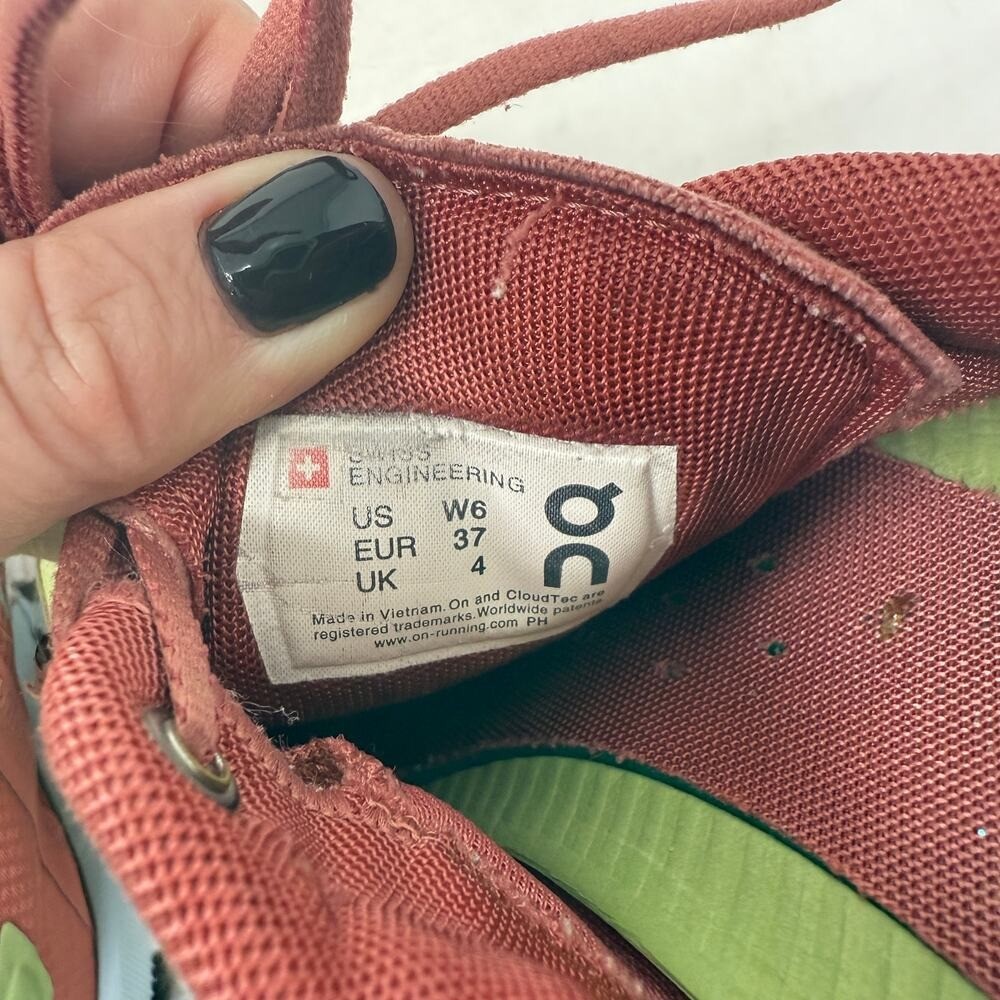 SWISS
ENGINEERING
US W6
EUR 37
UK 4
Made in Vietnam. On and CloudTec are
registered trademarks. Worldwide patents
www.on-running.com PH